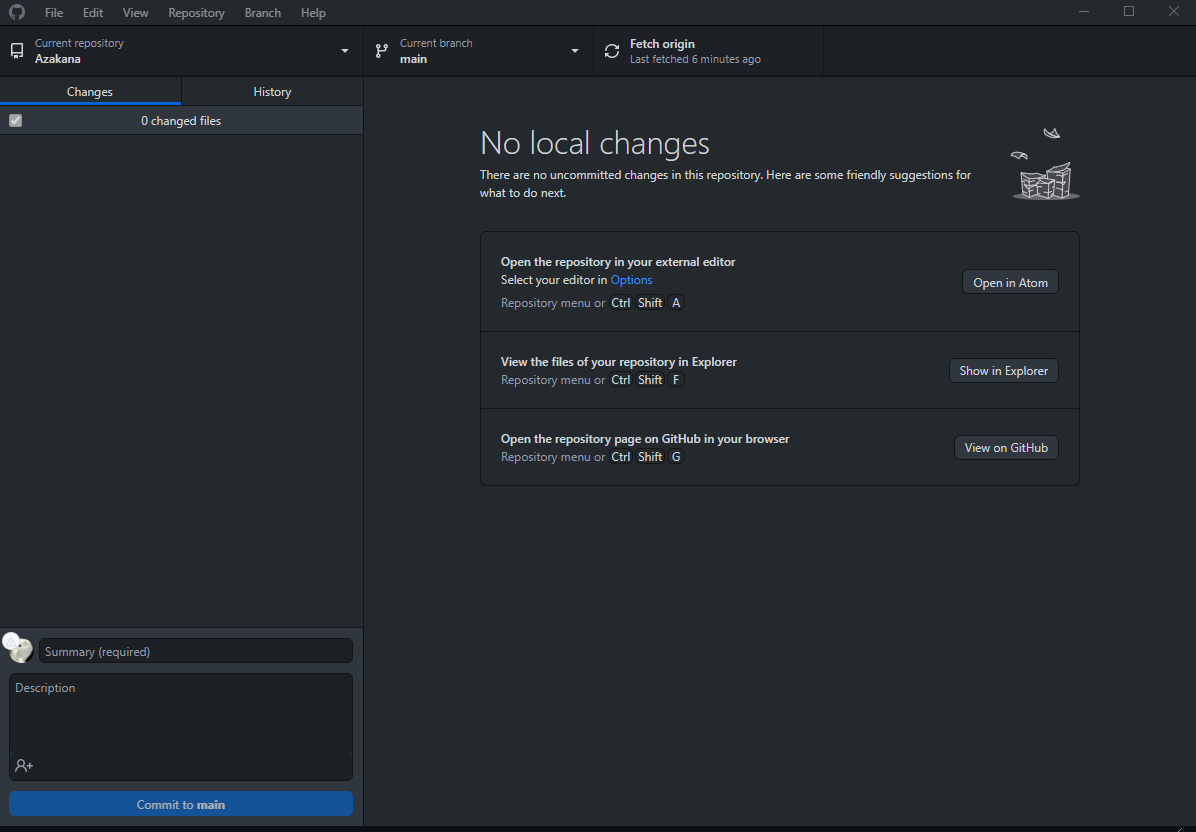 File Edit View Repository Branch Help
Current repository
Azakana
Current branch
main
Fetch origin
Last fetched 6 minutes ago
Changes
History
0 changed files
No local changes
There are no uncommitted changes in this repository. Here are some friendly suggestions for
what to do next.
Open the repository in your external editor
Select your editor in Options
Repository menu or Ctrl Shift A
Open in Atom
View the files of your repository in Explorer
Repository menu or Ctrl Shift F
Show in Explorer
Open the repository page on GitHub in your browser
Repository menu or Ctrl Shift G
View on GitHub
Summary (required)
Description
Commit to main